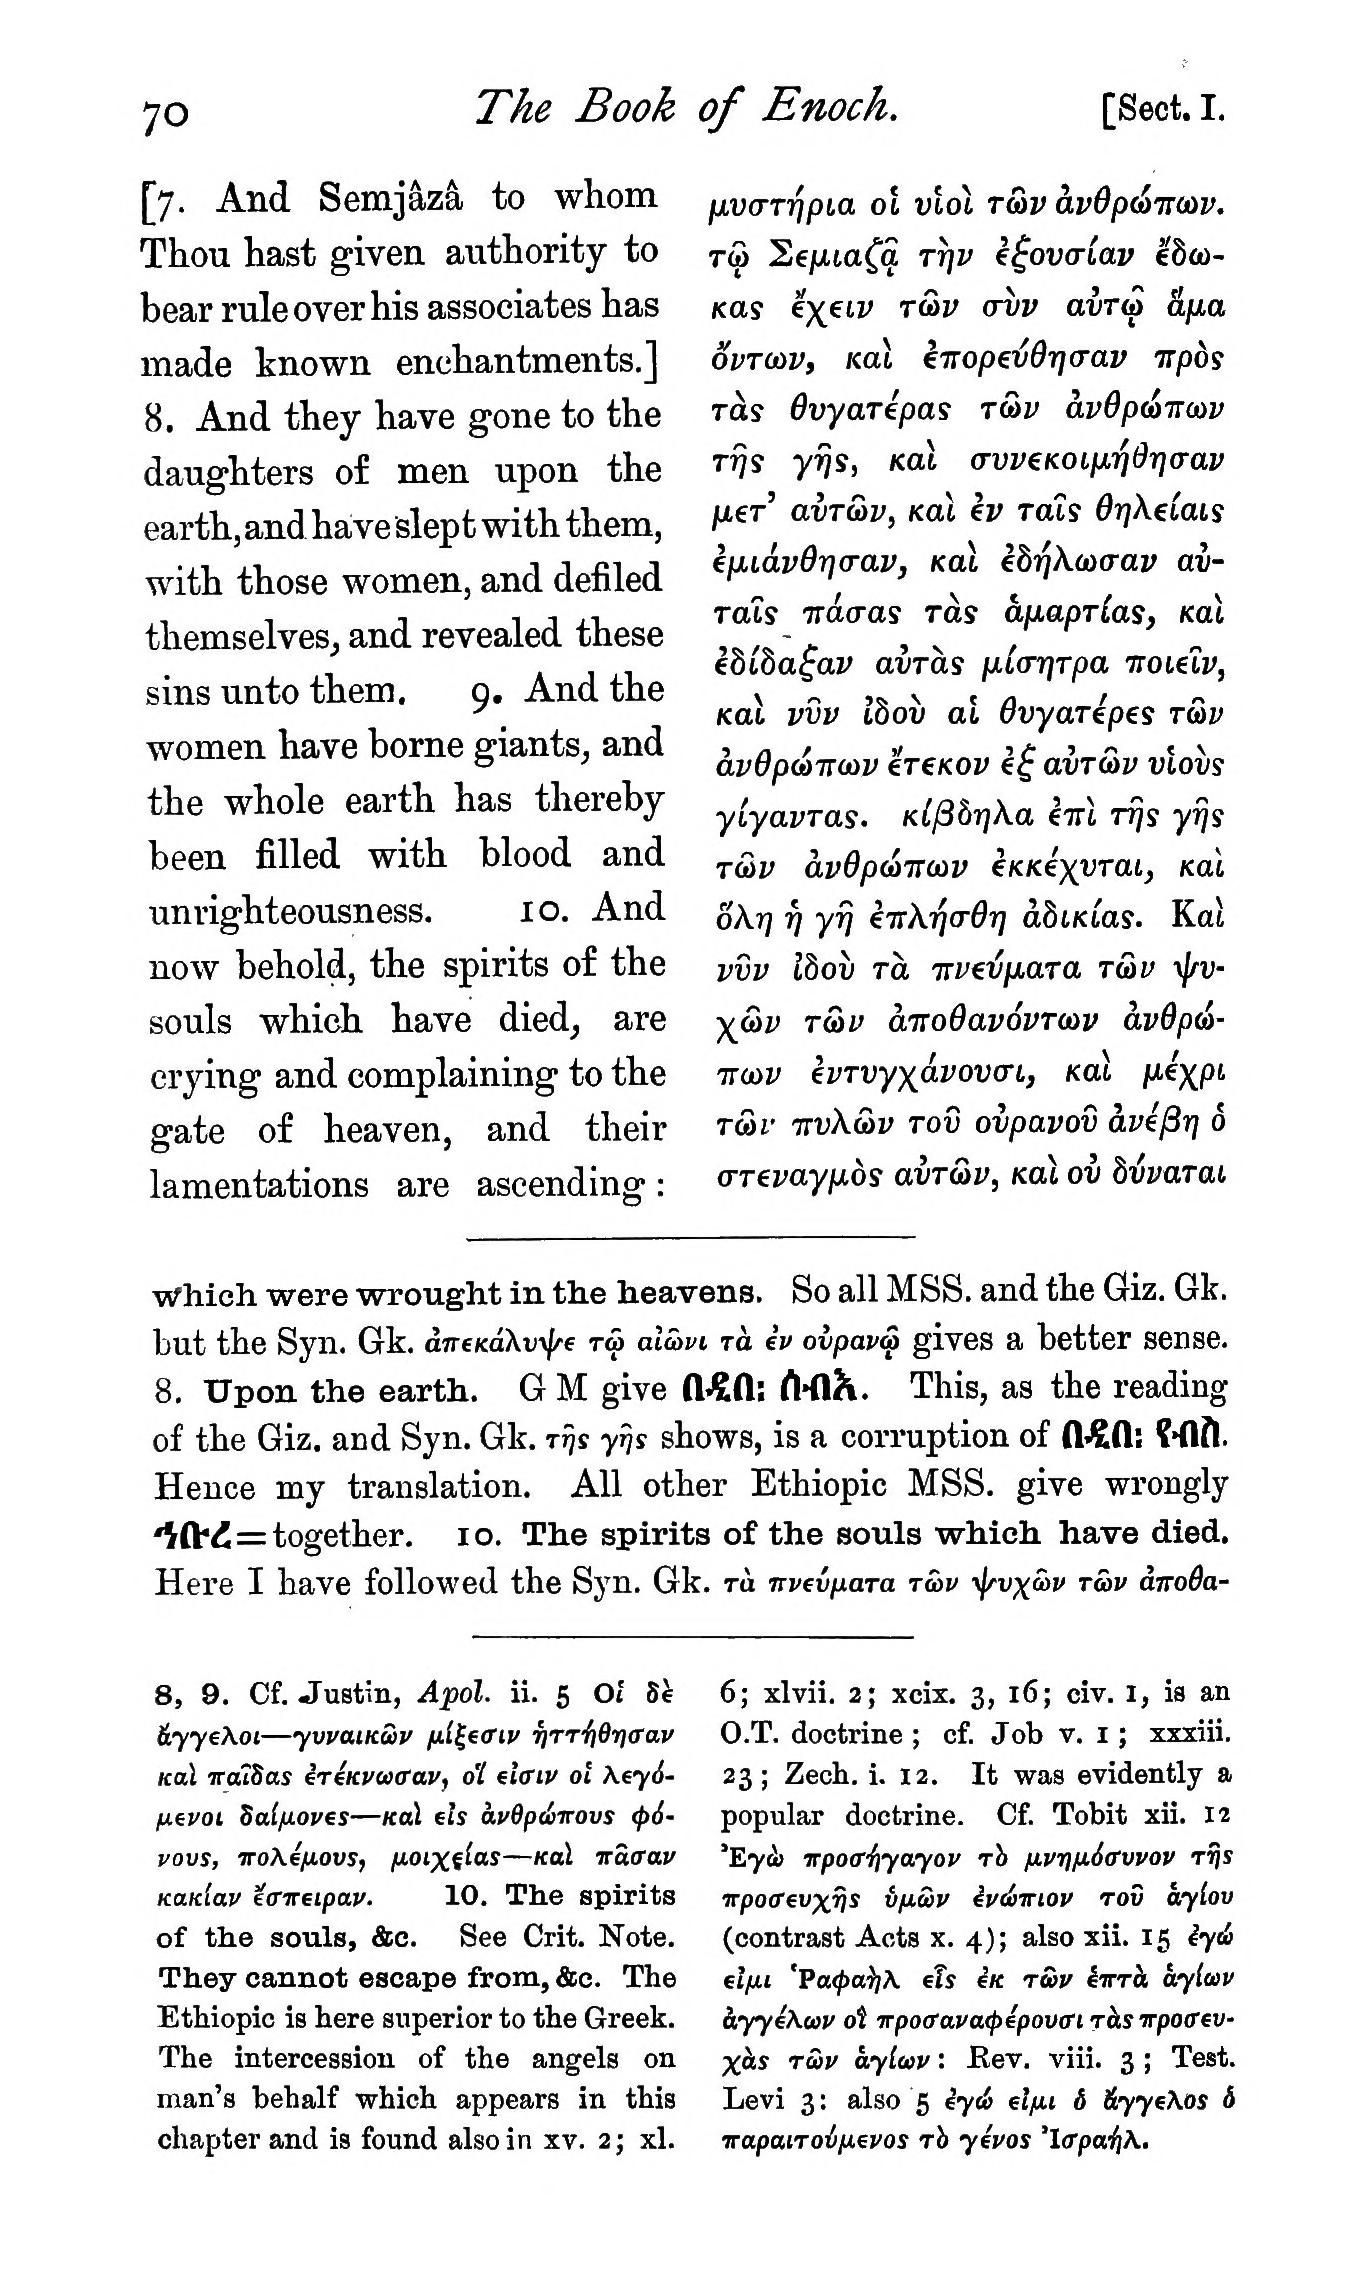 70 The Book of Enoch. [Sect. I.
[7. And Semjâzâ to whom
Thou hast given authority to
bear rule over his associates has
made known enchantments.]
8. And they have gone to the
daughters of men upon the
earth, and have slept with them,
with those women, and defiled
themselves, and revealed these
sins unto them. 9. And the
women have borne giants, and
the whole earth has thereby
been filled with blood and
unrighteousness. 10. And
now behold, the spirits of the
souls which have died, are
crying and complaining to the
gate of heaven, and their
lamentations are ascending :
μυστήρια οἱ υἱοὶ τῶν ἀνθρώπων.
τῷ Σεμιαζᾷ τὴν ἐξουσίαν ἔδω-
κας ἔχειν τῶν σὺν αὐτῷ ἅμα
ὄντων, καὶ ἐπορεύθησαν πρὸς
τὰς θυγατέρας τῶν ἀνθρώπων
τῆς γῆς, καὶ συνεκοιμήθησαν
μετ’ αὐτῶν, καὶ ἐν ταῖς θηλείαις
ἐμιάνθησαν, καὶ ἐδήλωσαν αὐ-
ταῖς πάσας τὰς ἁμαρτίας, καὶ
ἐδίδαξαν αὐτὰς μίσητρα ποιεῖν,
καὶ νῦν ἰδοὺ αἱ θυγατέρες τῶν
ἀνθρώπων ἔτεκον ἐξ αὐτῶν υἱοὺς
γίγαντας. κίβδηλα ἐπὶ τῆς γῆς
τῶν ἀνθρώπων ἐκκέχυται, καὶ
ὅλη ἡ γῆ ἐπλήσθη ἀδικίας. Καὶ
νῦν ἰδοὺ τὰ πνεύματα τῶν ψυ-
χῶν τῶν ἀποθανόντων ἀνθρώ-
πων ἐντυγχάνουσι, καὶ μέχρι
τῶν πυλῶν τοῦ οὐρανοῦ ἀνέβη ὁ
στεναγμὸς αὐτῶν, καὶ οὐ δύναται
which were wrought in the heavens. So all MSS. and the Giz. Gk.
but the Syn. Gk. ἀπεκάλυψε τῷ αἰῶνι τὰ ἐν οὐρανῷ gives a better sense.
8. Upon the earth. G M give በዲበ፡ ሰብእ. This, as the reading
of the Giz. and Syn. Gk. τῆς γῆς shows, is a corruption of በዲበ፡ የብስ.
Hence my translation. All other Ethiopic MSS. give wrongly
ኅቡረ=together. 10. The spirits of the souls which have died.
Here I have followed the Syn. Gk. τὰ πνεύματα τῶν ψυχῶν τῶν ἀποθα-
8, 9. Cf. Justin, Apol. ii. 5 Οἱ δὲ
ἄγγελοι—γυναικῶν μίξεσιν ἡττήθησαν
καὶ παῖδας ἐτέκνωσαν, οἵ εἰσιν οἱ λεγό-
μενοι δαίμονες—καὶ εἰς ἀνθρώπους φό-
νους, πολέμους, μοιχείας—καὶ πᾶσαν
κακίαν ἔσπειραν. 10. The spirits
of the souls, &c. See Crit. Note.
They cannot escape from, &c. The
Ethiopic is here superior to the Greek.
The intercession of the angels on
man’s behalf which appears in this
chapter and is found also in xv. 2; xl.
6; xlvii. 2; xcix. 3, 16; civ. 1, is an
O.T. doctrine ; cf. Job v. 1 ; xxxiii.
23 ; Zech. i. 12. It was evidently a
popular doctrine. Cf. Tobit xii. 12
Ἐγὼ προσήγαγον τὸ μνημόσυνον τῆς
προσευχῆς ὑμῶν ἐνώπιον τοῦ ἁγίου
(contrast Acts x. 4); also xii. 15 ἐγώ
εἰμι Ῥαφαὴλ εἷς ἐκ τῶν ἑπτὰ ἁγίων
ἀγγέλων οἳ προσαναφέρουσι τὰς προσευ-
χὰς τῶν ἁγίων : Rev. viii. 3 ; Test.
Levi 3 : also 5 ἐγώ εἰμι ὁ ἄγγελος ὁ
παραιτούμενος τὸ γένος Ἰσραήλ.